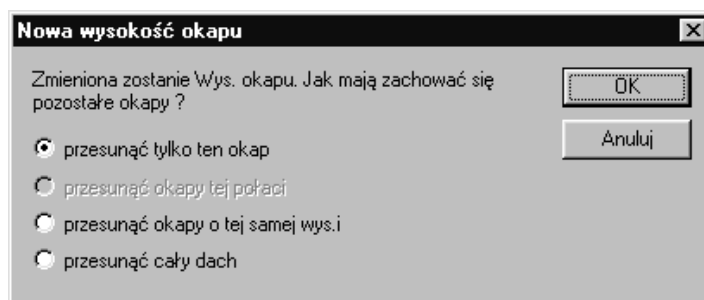 Nowa wysokość okapu
Zmieniona zostanie Wys. okapu. Jak mają zachować się
pozostałe okapy ?
OK
Anuluj
przesunąć tylko ten okap
przesunąć okapy tej połaci
przesunąć okapy o tej samej wys.i
przesunąć cały dach